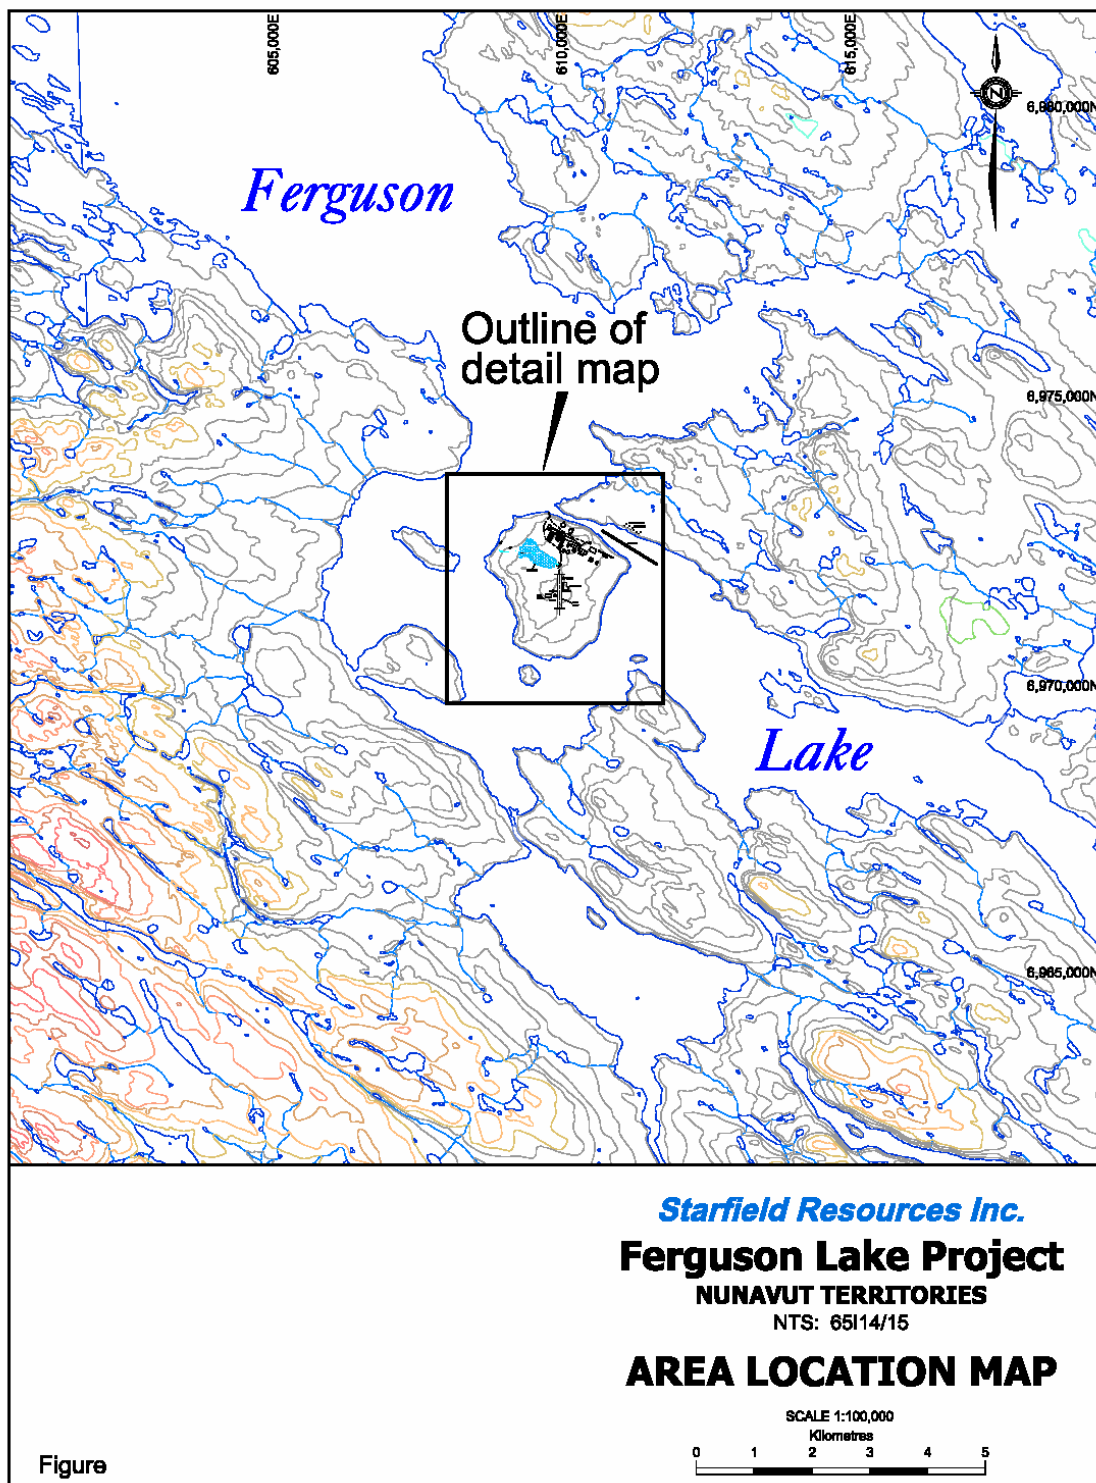 605,000E
610,000E
615,000E
N
6,980,000N
Ferguson
Outline of
detail map
6,975,000N
6,970,000N
Lake
6,965,000N
Starfield Resources Inc.
Ferguson Lake Project
NUNAVUT TERRITORIES
NTS: 65I14/15
AREA LOCATION MAP
SCALE 1:100,000
Kilometres
0 1 2 3 4 5
Figure